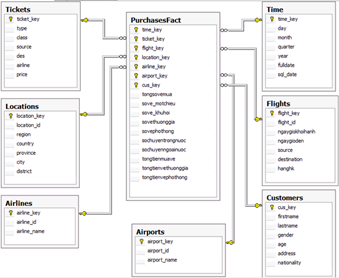 Tickets
ticket_key
type
class
source
des
airline
price
PurchasesFact
time_key
ticket_key
flight_key
location_key
airline_key
airport_key
cus_key
tongsovemua
sove_motchieu
sove_khuhoi
sovethuonggia
sovephothong
sochuyentrongnuoc
sochuyenngoainuoc
tongtienmuave
tongtienvethuonggia
tongtienvephothong
Time
time_key
day
month
quarter
year
fulldate
sql_date
Locations
location_key
location_id
region
country
province
city
district
Flights
flight_key
flight_id
ngaygiokhoihanh
ngaygioden
source
destination
hanghk
Airlines
airline_key
airline_id
airline_name
Airports
airport_key
airport_id
airport_name
Customers
cus_key
firstname
lastname
gender
age
address
nationality